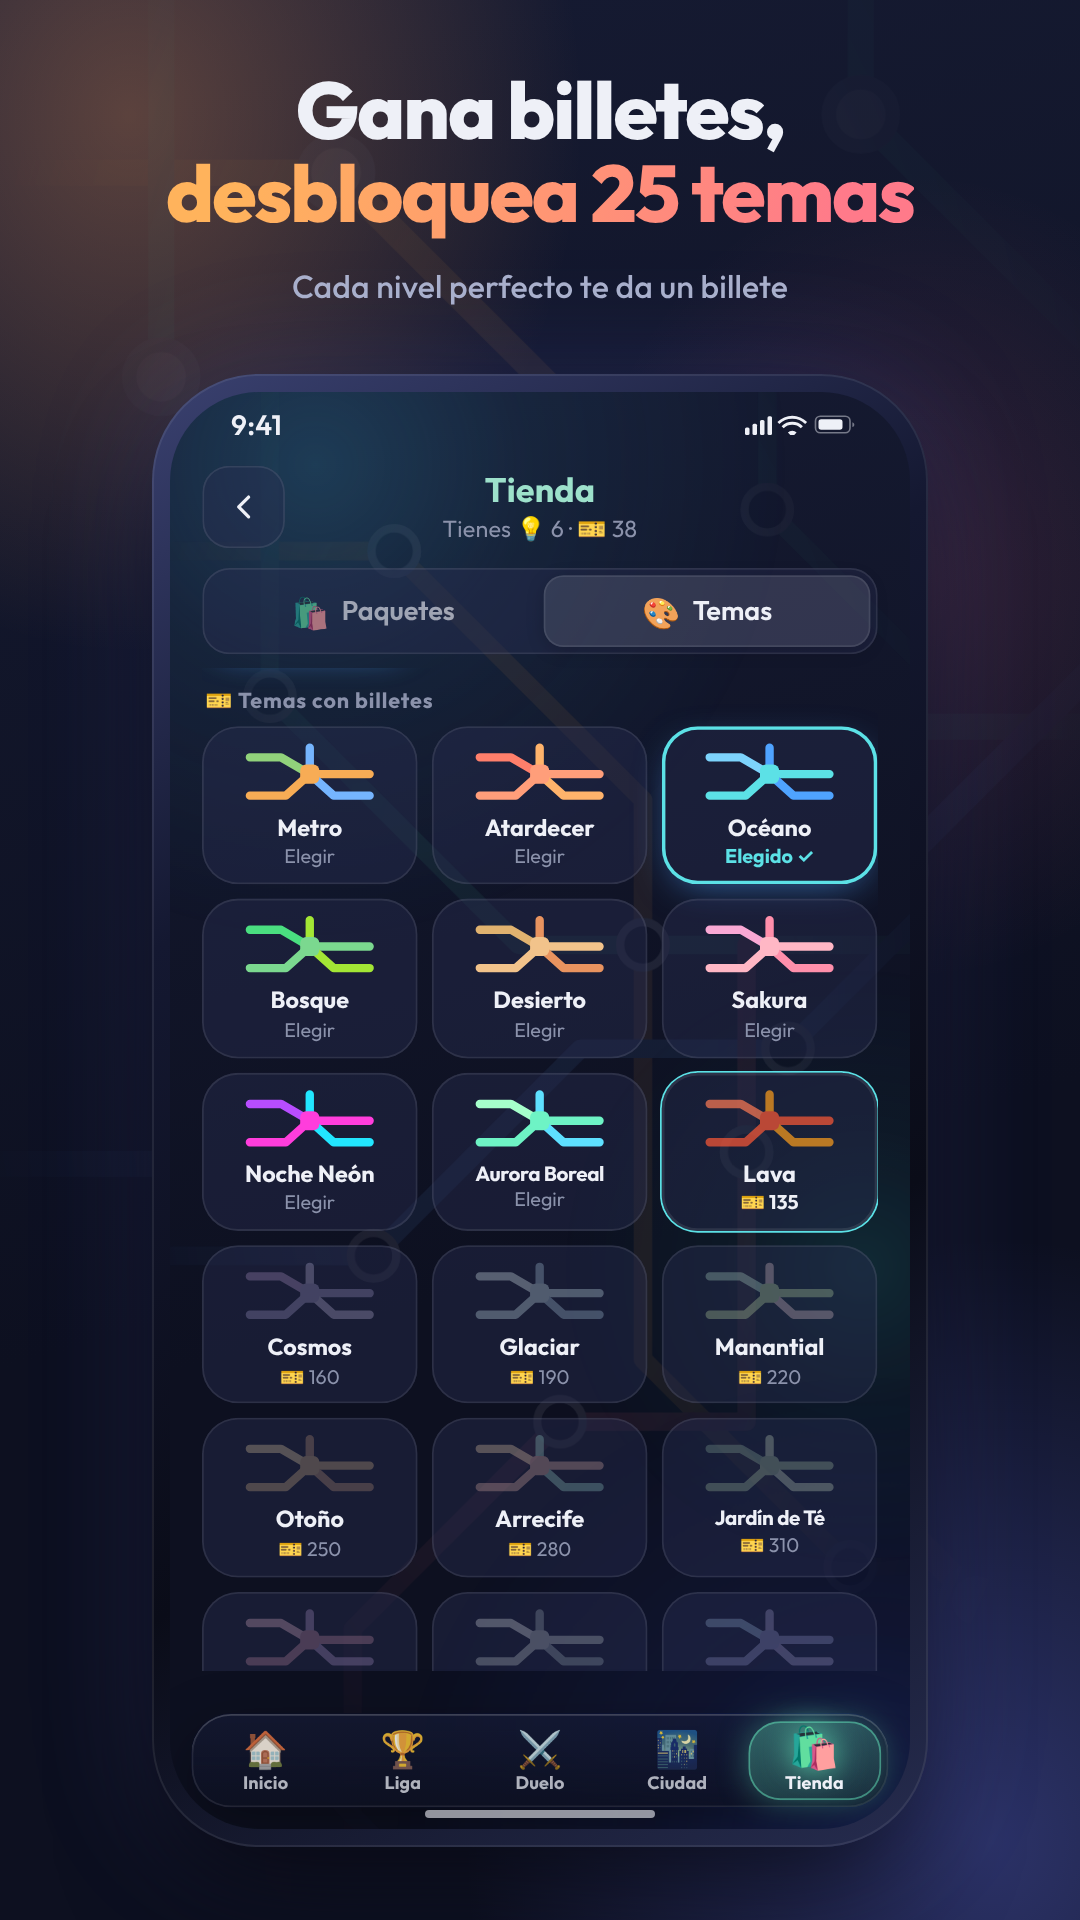 Gana billetes,
desbloquea 25 temas
Cada nivel perfecto te da un billete
9:41
Tienda
Tienes 💡 6 · 🎫 38
🛍️ Paquetes
🎨 Temas
🎫 Temas con billetes
Metro
Elegir
Atardecer
Elegir
Océano
Elegido ✓
Bosque
Elegir
Desierto
Elegir
Sakura
Elegir
Noche Neón
Elegir
Aurora Boreal
Elegir
Lava
🎫 135
Cosmos
🎫 160
Glaciar
🎫 190
Manantial
🎫 220
Otoño
🎫 250
Arrecife
🎫 280
Jardín de Té
🎫 310
Inicio
Liga
Duelo
Ciudad
Tienda